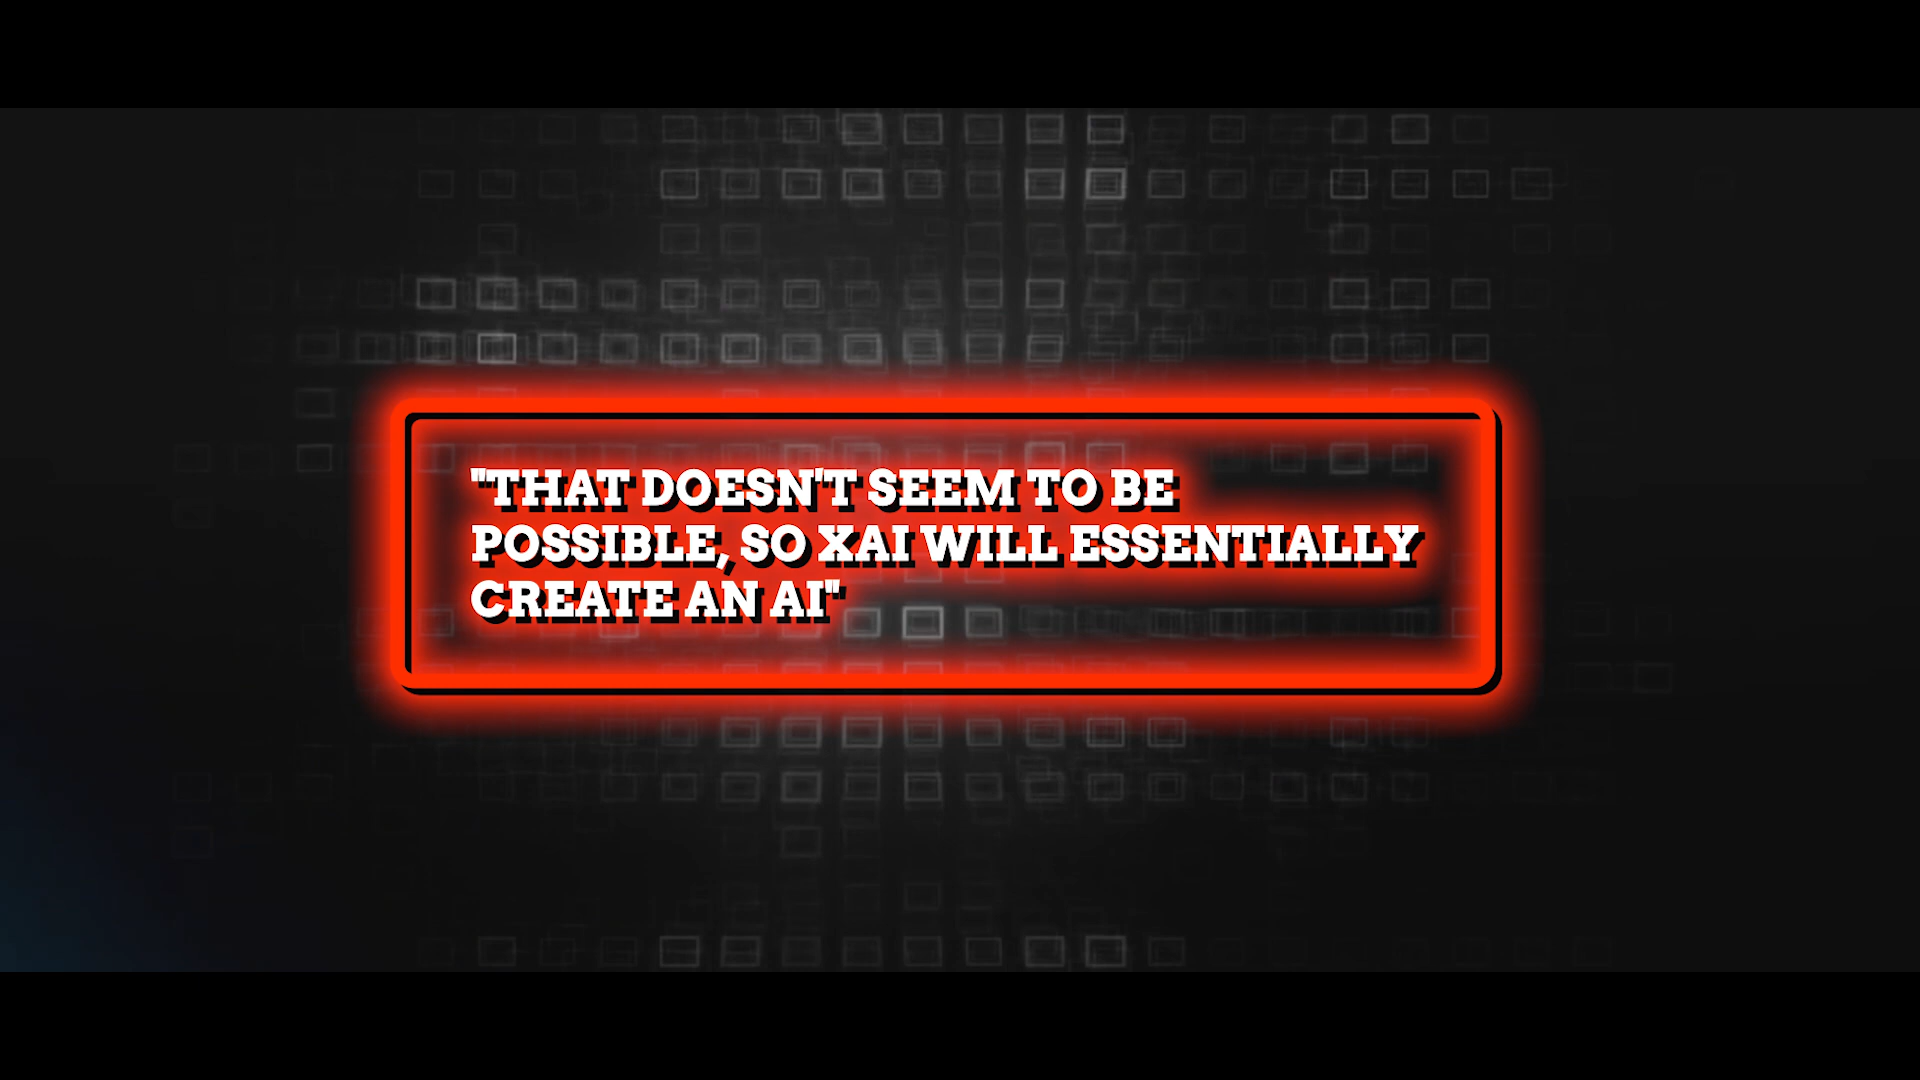 "THAT DOESN'T SEEM TO BE
POSSIBLE, SO XAI WILL ESSENTIALLY
CREATE AN AI"